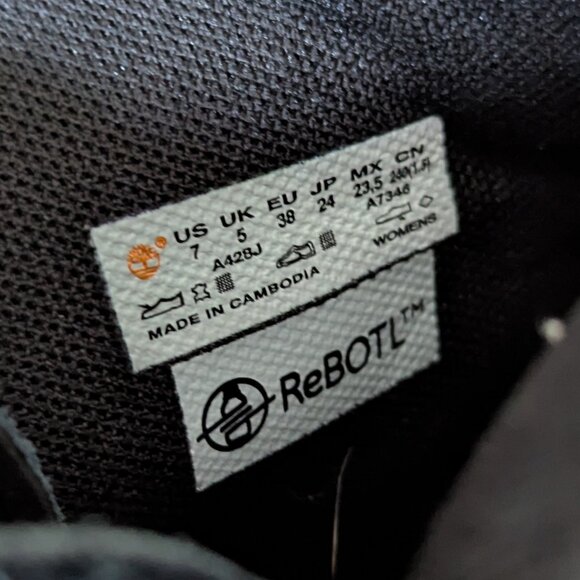 US UK EU JP MX CN
7 5 38 24 23,5
A428J A7346
WOMENS
MADE IN CAMBODIA
ReBOTL™